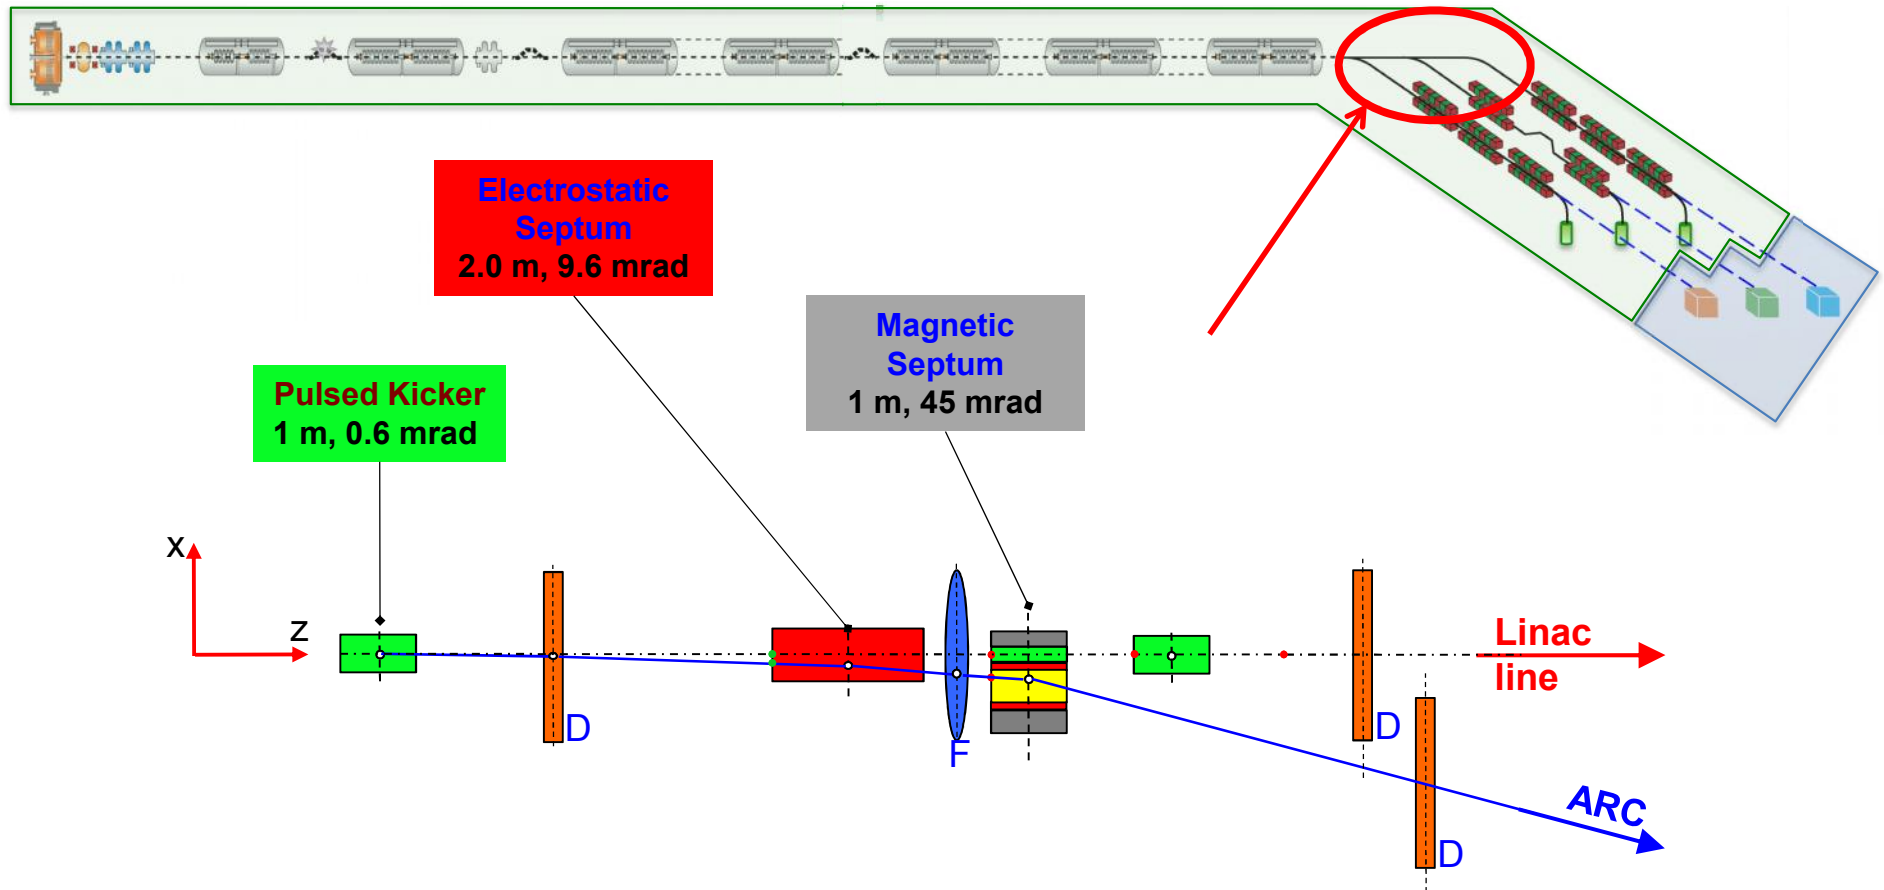 Electrostatic
Septum
2.0 m, 9.6 mrad
Magnetic
Septum
1 m, 45 mrad
Pulsed Kicker
1 m, 0.6 mrad
x
z
D
F
Linac
line
D
ARC
D